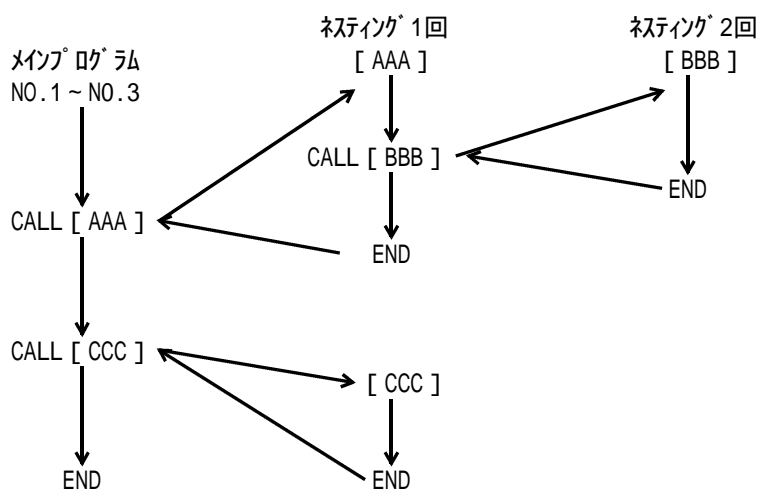 ﾈｽﾃｨﾝｸﾞ1回
ﾈｽﾃｨﾝｸﾞ2回
ﾒｲﾝﾌﾟﾛｸﾞﾗﾑ
[ AAA ]
[ BBB ]
NO.1～NO.3
CALL [ BBB ]
END
CALL [ AAA ]
END
CALL [ CCC ]
[ CCC ]
END
END